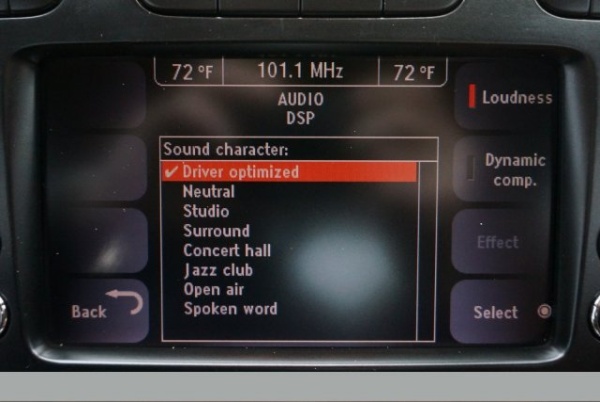 72 °F 101.1 MHz 72 °F
AUDIO
DSP
Loudness
Sound character:
✔ Driver optimized
Neutral
Studio
Surround
Concert hall
Jazz club
Open air
Spoken word
Dynamic
comp.
Effect
Back
Select